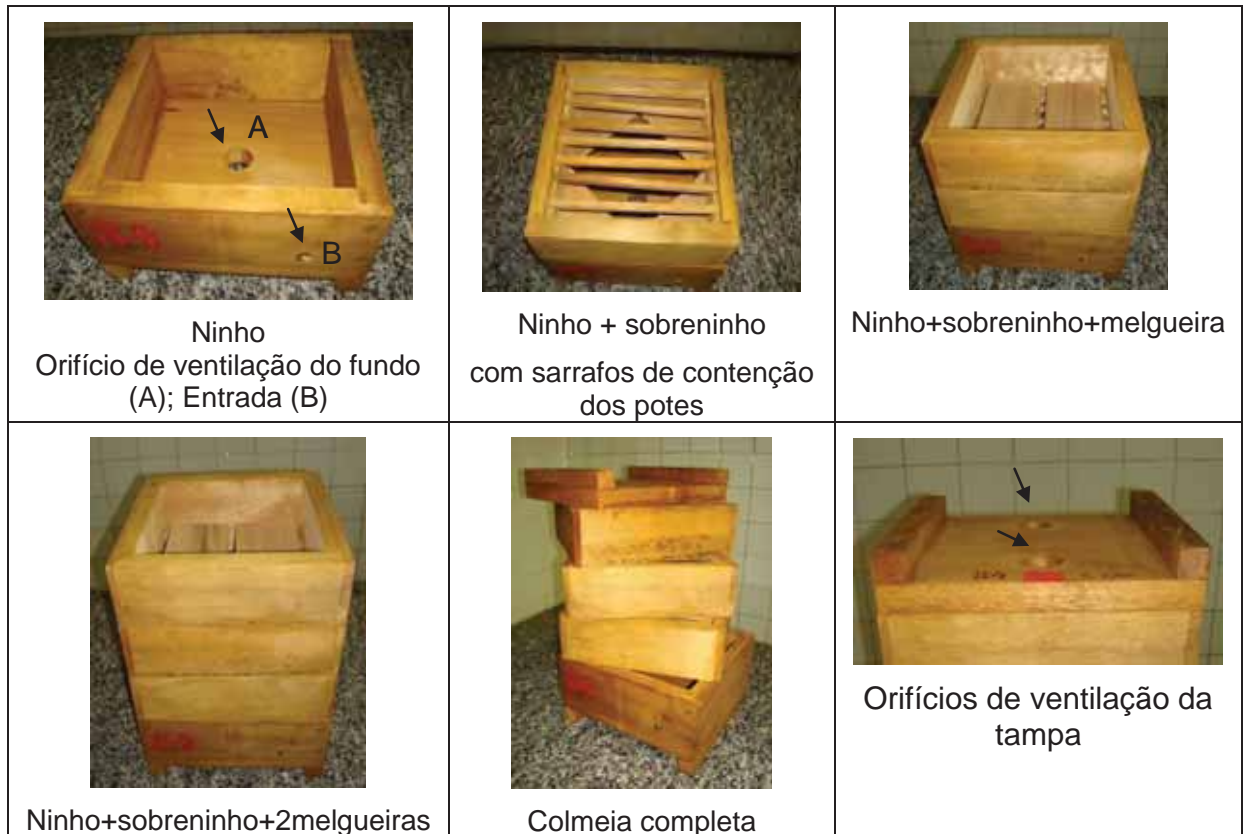 A
B
Ninho
Orifício de ventilação do fundo
(A); Entrada (B)
Ninho + sobreninho
com sarrafos de contenção
dos potes
Ninho+sobreninho+melgueira
Ninho+sobreninho+2melgueiras
Colmeia completa
Orifícios de ventilação da
tampa